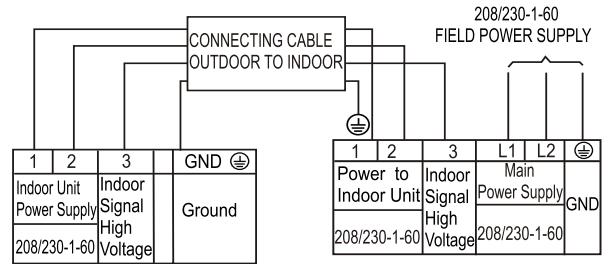 208/230-1-60
FIELD POWER SUPPLY
CONNECTING CABLE
OUTDOOR TO INDOOR
1 2 3 GND
Indoor Unit
Power Supply
208/230-1-60
Indoor
Signal
High
Voltage
Ground
1 2 3 L1 L2
Power to
Indoor Unit
208/230-1-60
Indoor
Signal
High
Voltage
Main
Power Supply
208/230-1-60
GND